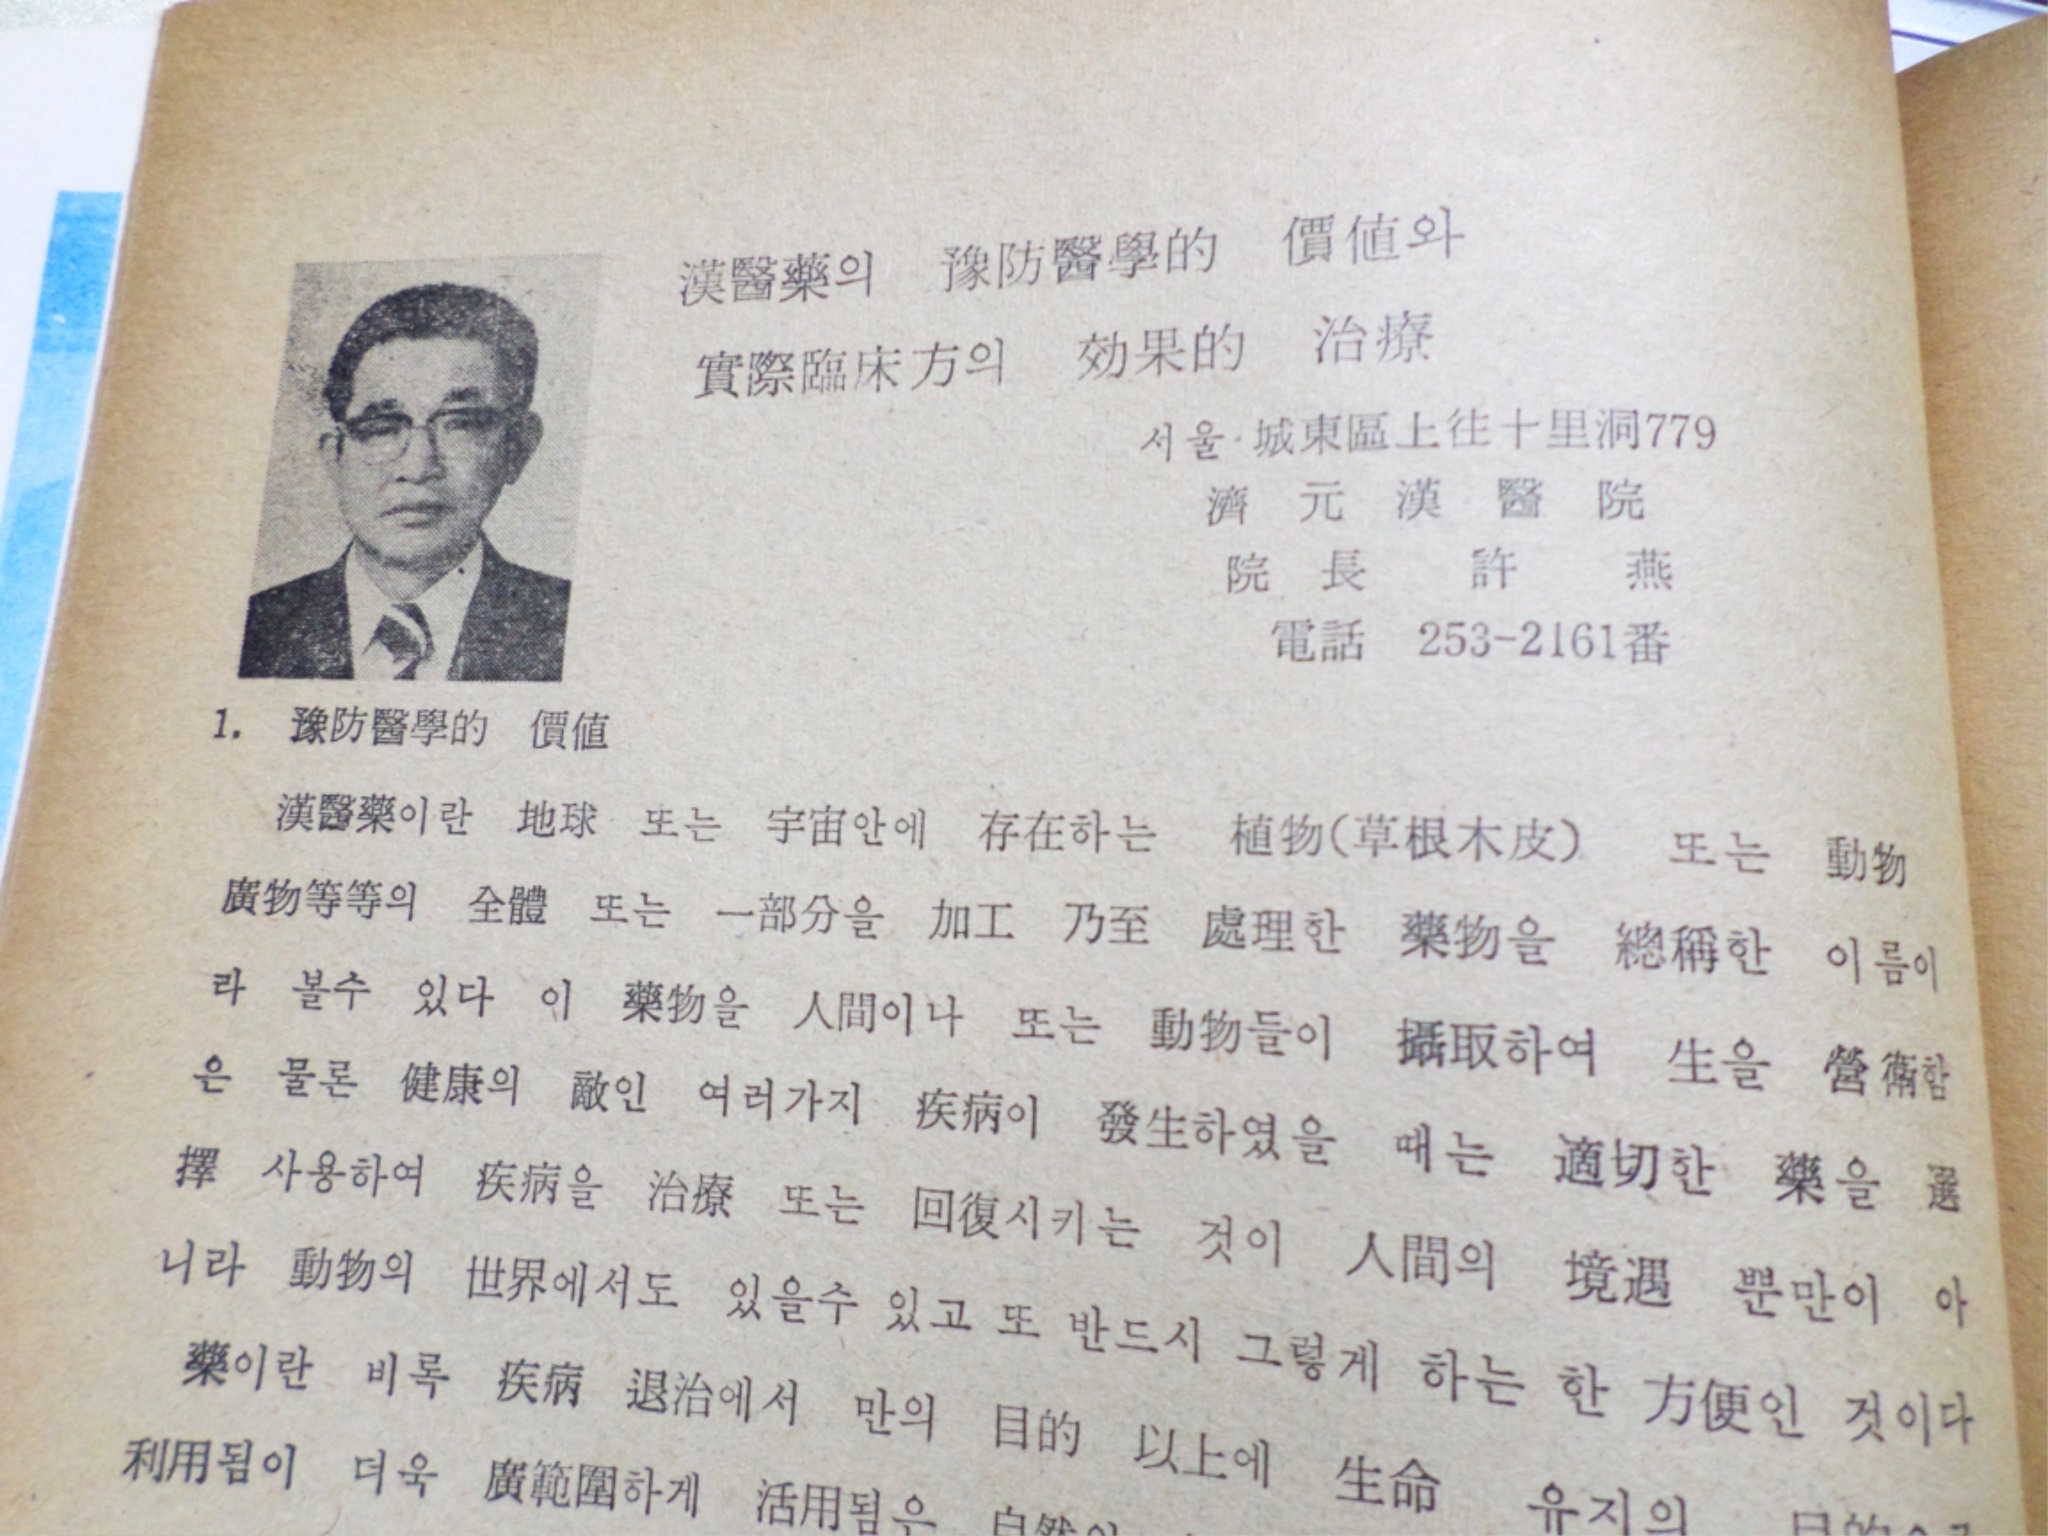 漢醫藥의 豫防醫學的 價値와
實際臨床方의 効果的 治療
서울·城東區上往十里洞779
濟元漢醫院
院長 許燕
電話 253-2161番
1. 豫防醫學的 價値
漢醫藥이란 地球 또는 宇宙안에 存在하는 植物(草根木皮) 또는 動物
廣物等等의 全體 또는 一部分을 加工 乃至 處理한 藥物을 總稱한 이름이
라 볼수 있다 이 藥物을 人間이나 또는 動物들이 攝取하여 生을 營衛함
은 물론 健康의 敵인 여러가지 疾病이 發生하였을 때는 適切한 藥을 選
擇 사용하여 疾病을 治療 또는 回復시키는 것이 人間의 境遇 뿐만이 아
니라 動物의 世界에서도 있을수 있고 또 반드시 그렇게 하는 한 方便인 것이다
藥이란 비록 疾病 退治에서 만의 目的 以上에 生命 유지의 目的으로
利用됨이 더욱 廣範圍하게 活用됨은 自然의